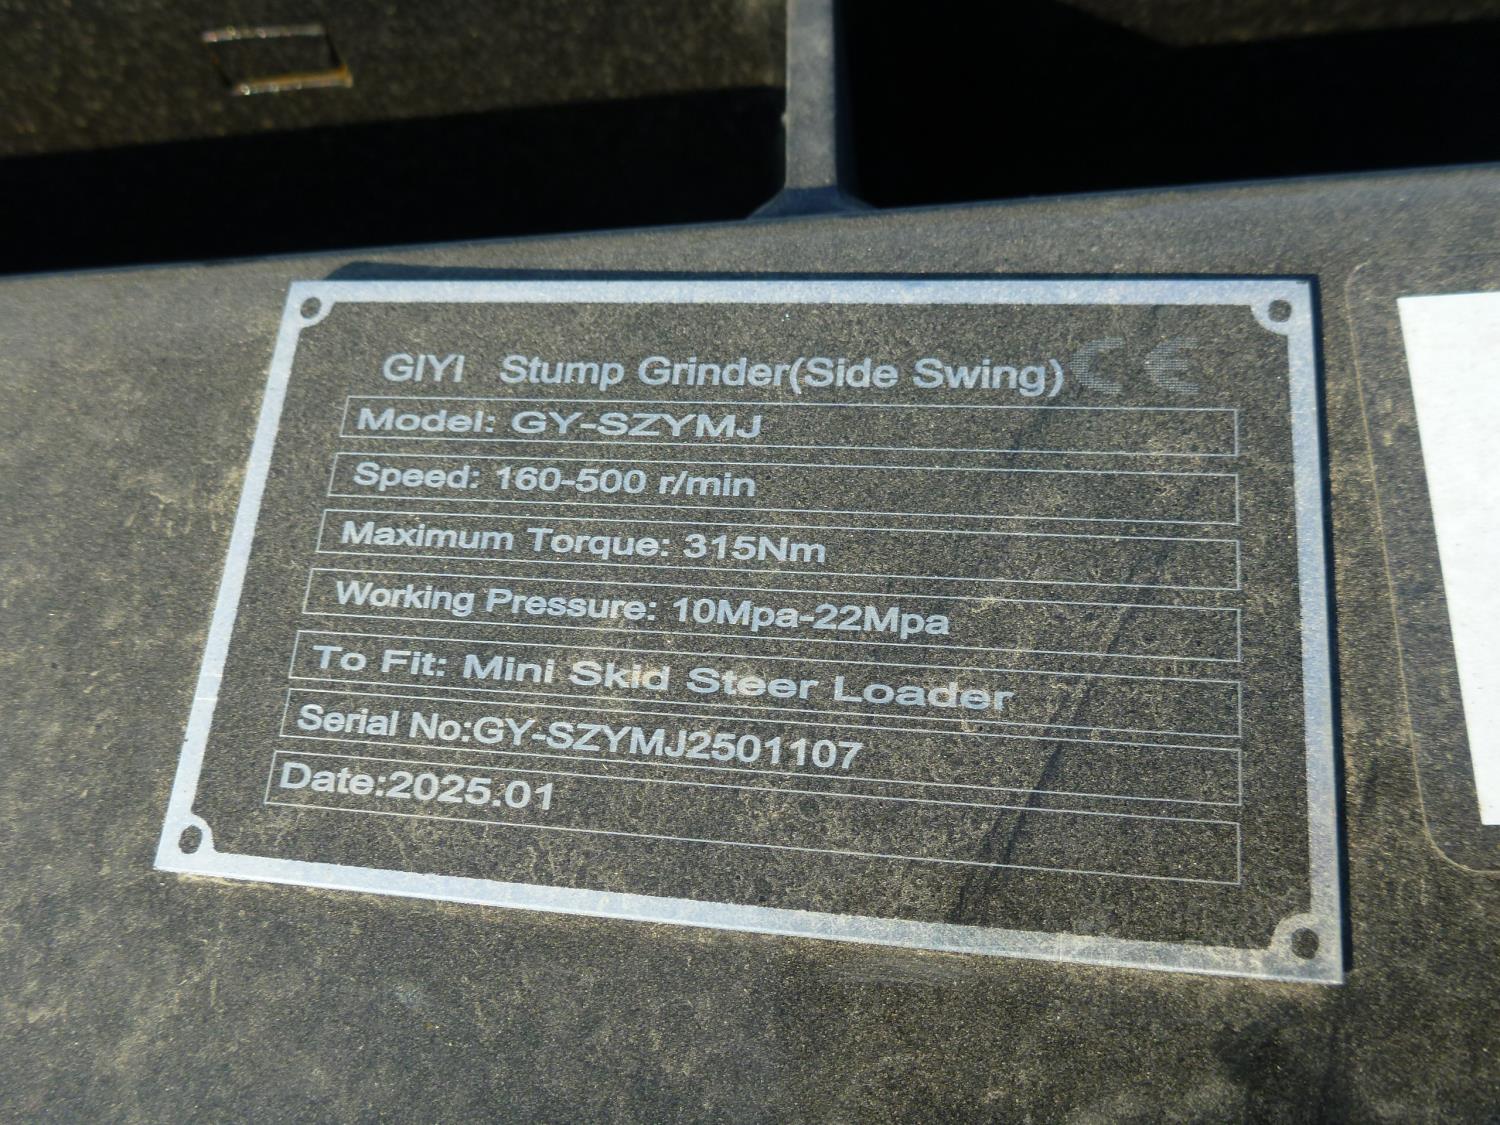 GIYI Stump Grinder(Side Swing) CE
Model: GY-SZYMJ
Speed: 160-500 r/min
Maximum Torque: 315Nm
Working Pressure: 10Mpa-22Mpa
To Fit: Mini Skid Steer Loader
Serial No:GY-SZYMJ2501107
Date:2025.01